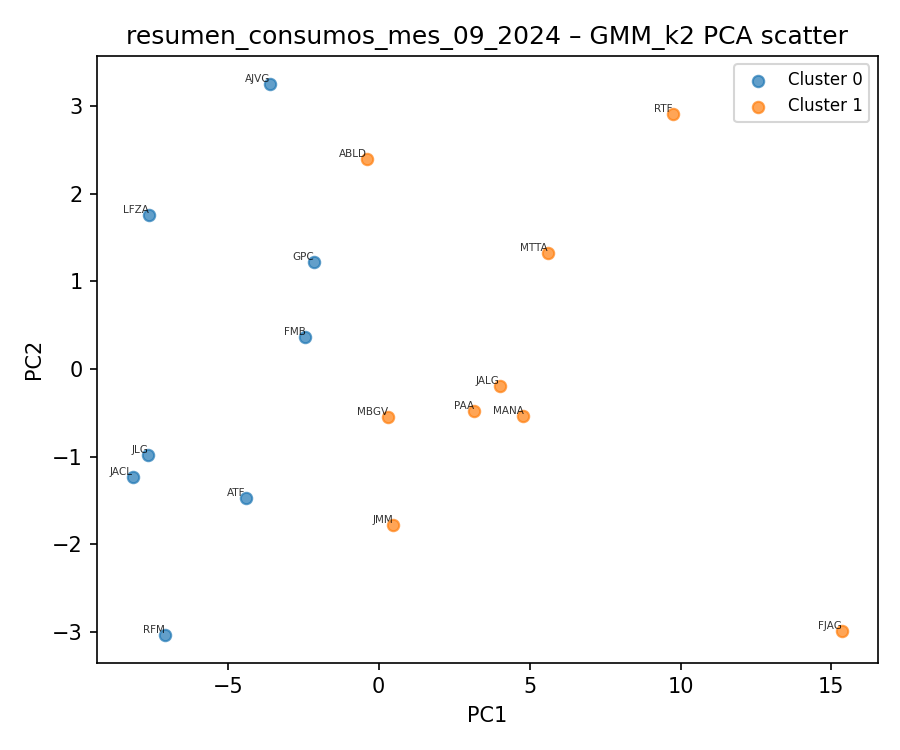 resumen_consumos_mes_09_2024 – GMM_k2 PCA scatter
Cluster 0
Cluster 1
AJVG
RTF
ABLD
LFZA
MTTA
GPC
FMB
JALG
PAA
MANA
MBGV
JLG
JACL
ATF
JMM
RFM
FJAG
3
2
1
0
−1
−2
−3
PC2
−5
0
5
10
15
PC1